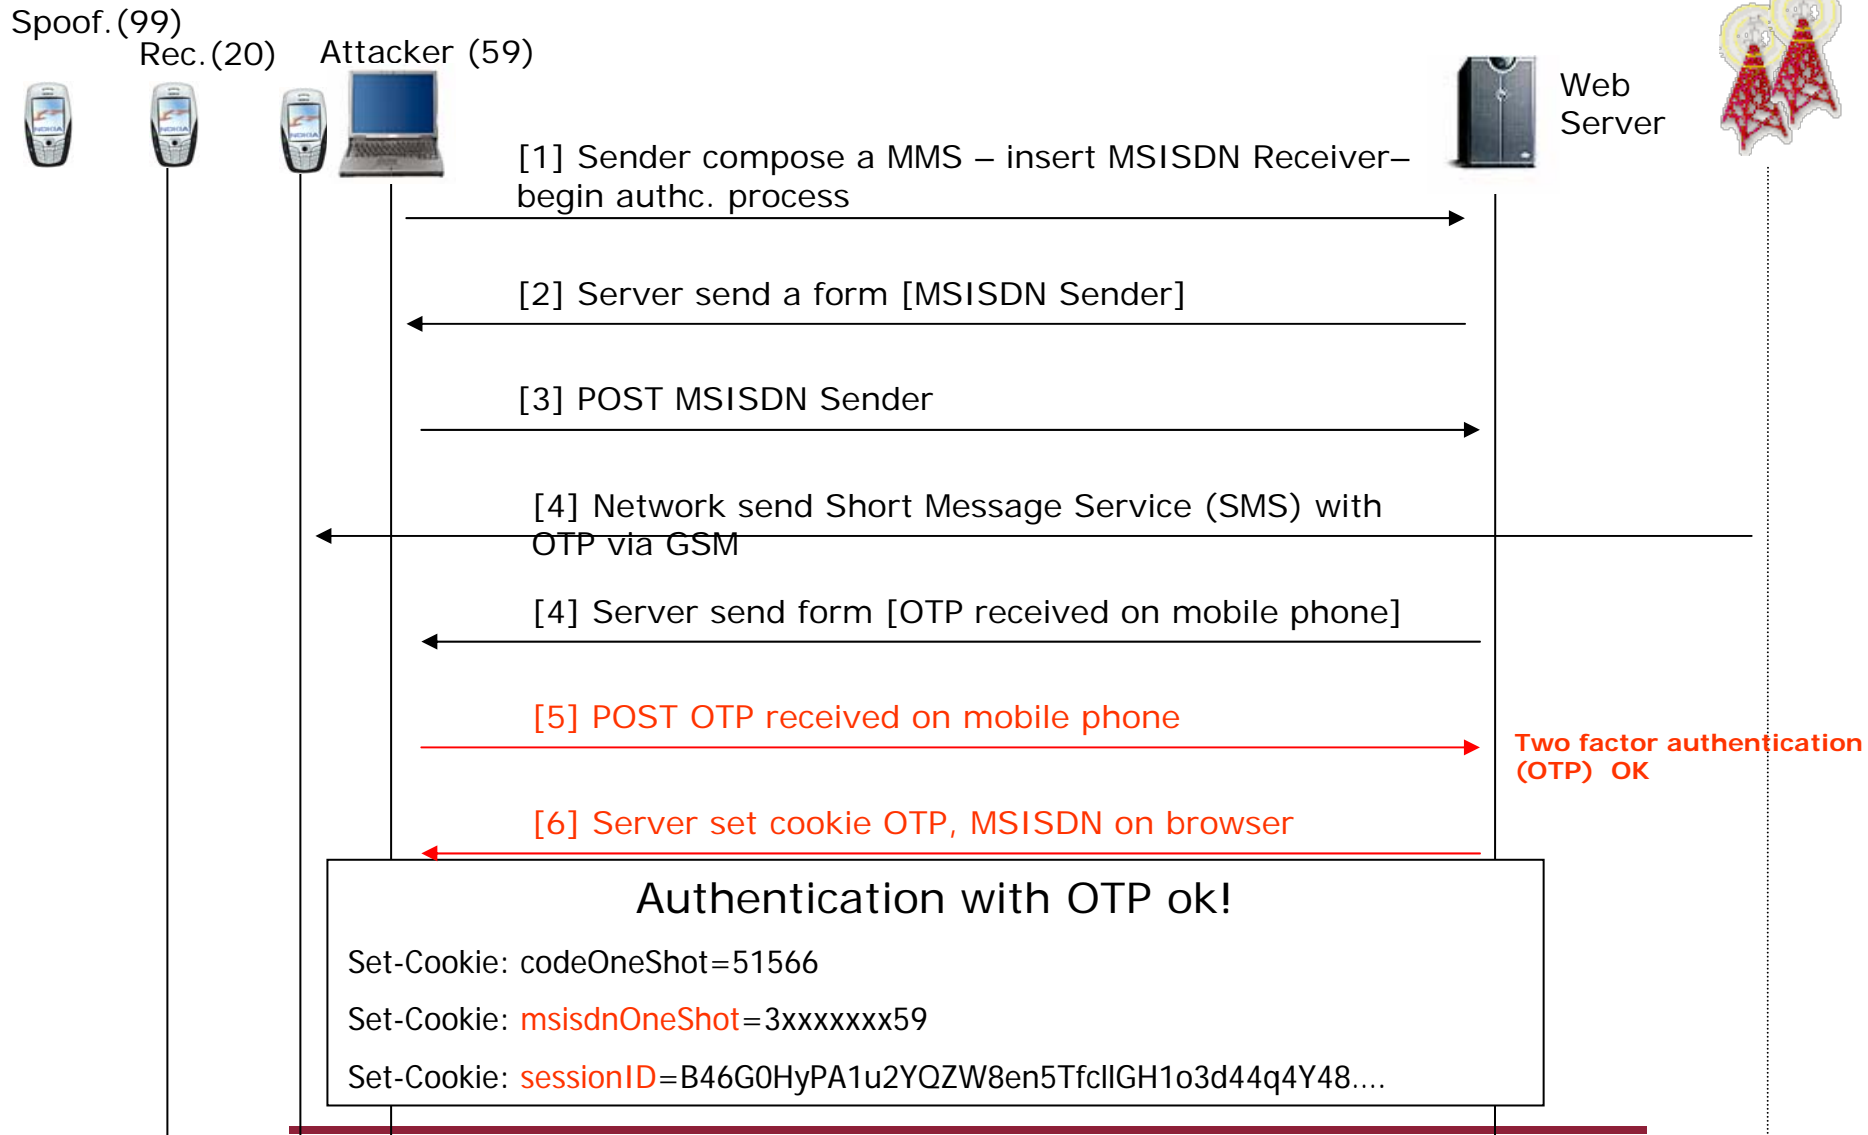 Spoof.(99)
Rec.(20)
Attacker (59)
Web
Server
NOKIA
NOKIA
NOKIA
[1] Sender compose a MMS – insert MSISDN Receiver–
begin authc. process
[2] Server send a form [MSISDN Sender]
[3] POST MSISDN Sender
[4] Network send Short Message Service (SMS) with
OTP via GSM
[4] Server send form [OTP received on mobile phone]
[5] POST OTP received on mobile phone
Two factor authentication
(OTP) OK
[6] Server set cookie OTP, MSISDN on browser
Authentication with OTP ok!
Set-Cookie: codeOneShot=51566
Set-Cookie: msisdnOneShot=3xxxxxxx59
Set-Cookie: sessionID=B46G0HyPA1u2YQZW8en5TfcllGH1o3d44q4Y48....